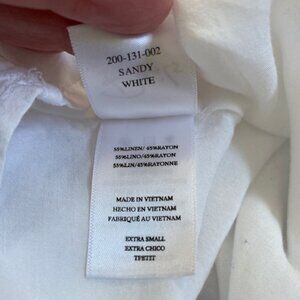 200-131-002
SANDY
WHITE
55%LINEN/ 45%RAYON
55%LINO/45%RAYON
55%LIN/45%RAYONNE
MADE IN VIETNAM
HECHO EN VIETNAM
FABRIQUÉ AU VIETNAM
EXTRA SMALL
EXTRA CHICO
TPETIT